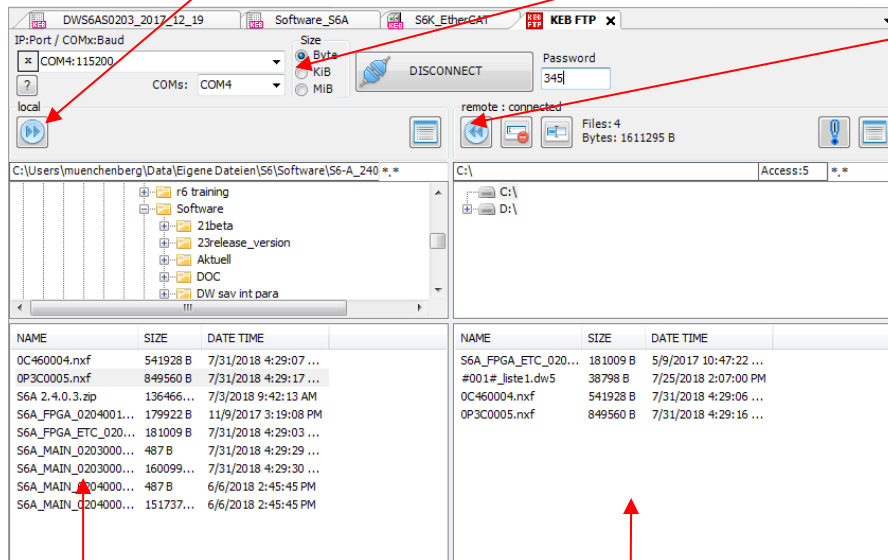 DWS6AS0203_2017_12_19 Software_S6A S6K_EtherCAT KEB FTP
IP:Port / COMx:Baud Size
COM4:115200 Byte
KiB
MiB
COMs: COM4
DISCONNECT
Password
345
local remote : connected
Files: 4
Bytes: 1611295 B
C:\Users\muenchenberg\Data\Eigene Dateien\S6\Software\S6-A_240 *.* C:\ Access:5 *.*
r6 training C:\
Software D:\
21beta
23release_version
Aktuell
DOC
DW sav int para
NAME SIZE DATE TIME NAME SIZE DATE TIME
0C460004.nxf 541928 B 7/31/2018 4:29:07 ... S6A_FPGA_ETC_020... 181009 B 5/9/2017 10:47:22 ...
0P3C0005.nxf 849560 B 7/31/2018 4:29:17 ... #001#_liste1.dw5 38798 B 7/25/2018 2:07:00 PM
S6A 2.4.0.3.zip 136466... 7/3/2018 9:42:13 AM 0C460004.nxf 541928 B 7/31/2018 4:29:06 ...
S6A_FPGA_0204001... 179922 B 11/9/2017 3:19:08 PM 0P3C0005.nxf 849560 B 7/31/2018 4:29:16 ...
S6A_FPGA_ETC_020... 181009 B 7/31/2018 4:29:03 ...
S6A_MAIN_0203000... 487 B 7/31/2018 4:29:29 ...
S6A_MAIN_0203000... 160099... 7/31/2018 4:29:30 ...
S6A_MAIN_0204000... 487 B 6/6/2018 2:45:45 PM
S6A_MAIN_0204000... 151737... 6/6/2018 2:45:45 PM